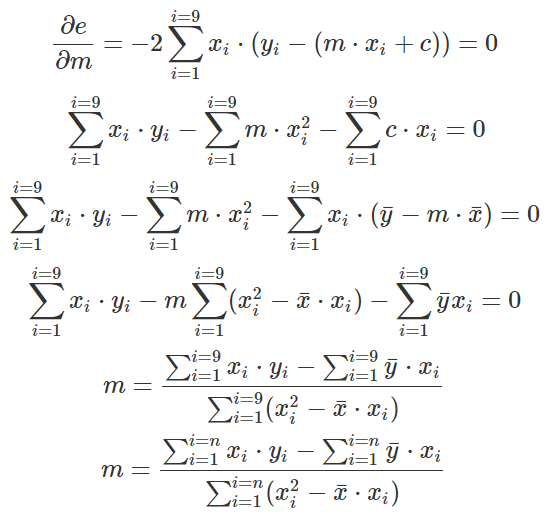 ∂e/∂m = -2 ∑_{i=1}^{i=9} x_i · (y_i − (m · x_i + c)) = 0
∑_{i=1}^{i=9} x_i · y_i − ∑_{i=1}^{i=9} m · x_i^2 − ∑_{i=1}^{i=9} c · x_i = 0
∑_{i=1}^{i=9} x_i · y_i − ∑_{i=1}^{i=9} m · x_i^2 − ∑_{i=1}^{i=9} x_i · (ȳ − m · x̄) = 0
∑_{i=1}^{i=9} x_i · y_i − m ∑_{i=1}^{i=9} (x_i^2 − x̄ · x_i) − ∑_{i=1}^{i=9} ȳx_i = 0
m = (∑_{i=1}^{i=9} x_i · y_i − ∑_{i=1}^{i=9} ȳ · x_i) / (∑_{i=1}^{i=9} (x_i^2 − x̄ · x_i))
m = (∑_{i=1}^{i=n} x_i · y_i − ∑_{i=1}^{i=n} ȳ · x_i) / (∑_{i=1}^{i=n} (x_i^2 − x̄ · x_i))